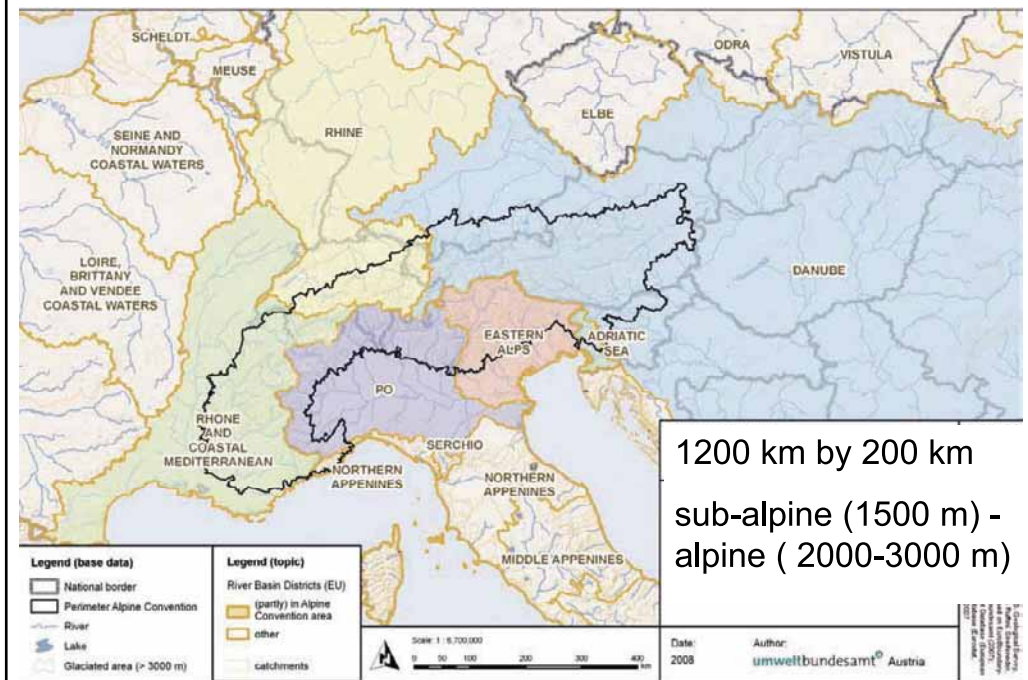 SCHELDT
MEUSE
RHINE
ODRA
VISTULA
ELBE
SEINE AND
NORMANDY
COASTAL WATERS
LOIRE,
BRITTANY
AND VENDEE
COASTAL WATERS
DANUBE
EASTERN
ALPS
ADRIATIC
SEA
PO
RHONE
AND
COASTAL
MEDITERRANEAN
SERCHIO
NORTHERN
APPENINES
NORTHERN
APPENINES
MIDDLE APPENINES
1200 km by 200 km
sub-alpine (1500 m) -
alpine ( 2000-3000 m)
Legend (base data)
National border
Perimeter Alpine Convention
River
Lake
Glaciated area (> 3000 m)
Legend (topic)
River Basin Districts (EU)
(partly) in Alpine
Convention area
other
catchments
Scale: 1 : 6,700,000
0 50 100 200 300 400
km
Date:
2008
Author:
umweltbundesamt Austria